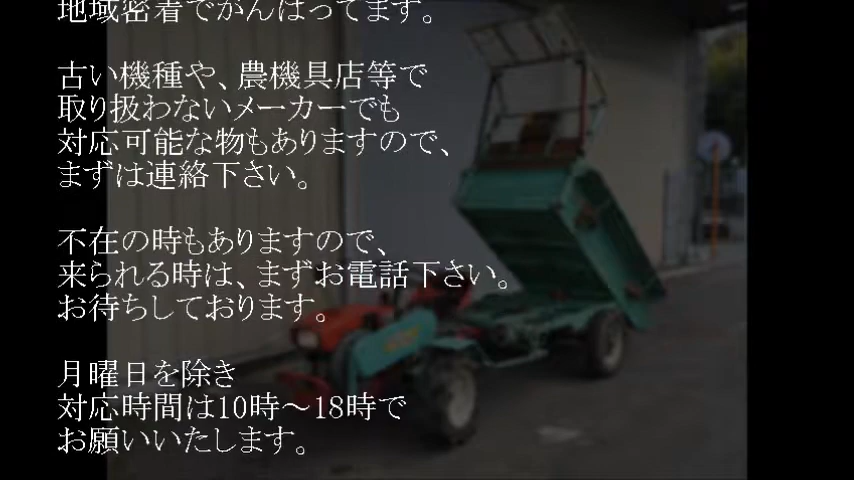 地域密着でがんばってます。
古い機種や、農機具店等で
取り扱わないメーカーでも
対応可能な物もありますので、
まずは連絡下さい。
不在の時もありますので、
来られる時は、まずお電話下さい。
お待ちしております。
月曜日を除き
対応時間は10時～18時で
お願いいたします。